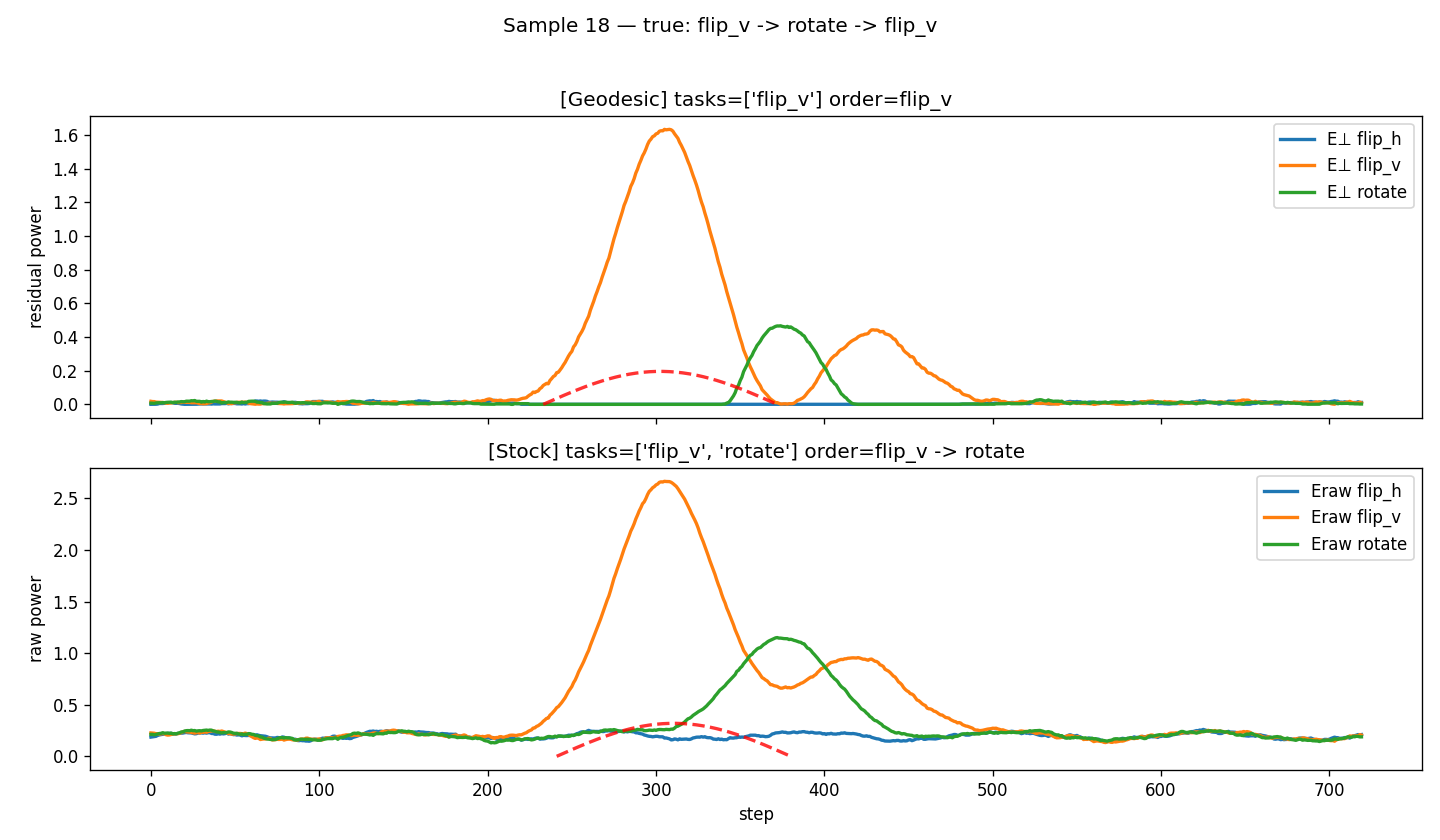 Sample 18 — true: flip_v -> rotate -> flip_v
[Geodesic] tasks=['flip_v'] order=flip_v
residual power
1.6
1.4
1.2
1.0
0.8
0.6
0.4
0.2
0.0
E⊥ flip_h
E⊥ flip_v
E⊥ rotate
[Stock] tasks=['flip_v', 'rotate'] order=flip_v -> rotate
raw power
2.5
2.0
1.5
1.0
0.5
0.0
Eraw flip_h
Eraw flip_v
Eraw rotate
0 100 200 300 400 500 600 700
step